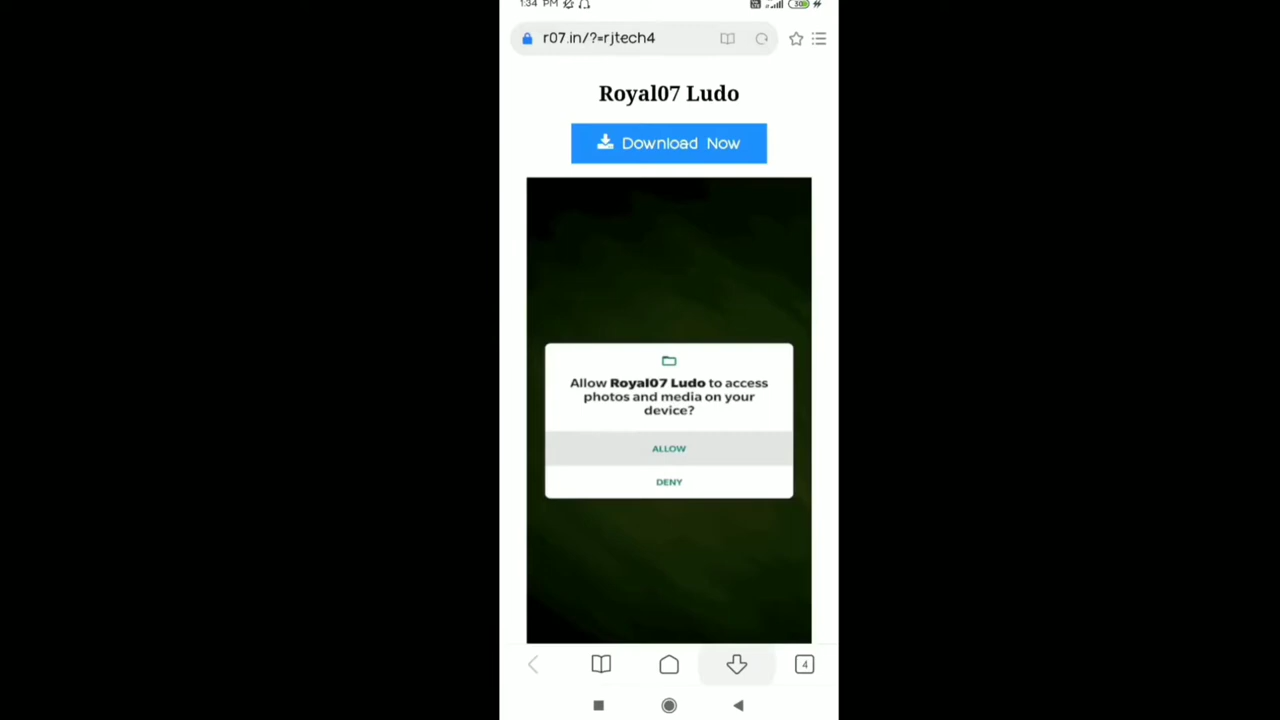 1:34 PM
30
r07.in/?=rjtech4
Royal07 Ludo
Download Now
Allow Royal07 Ludo to access
photos and media on your
device?
ALLOW
DENY
4